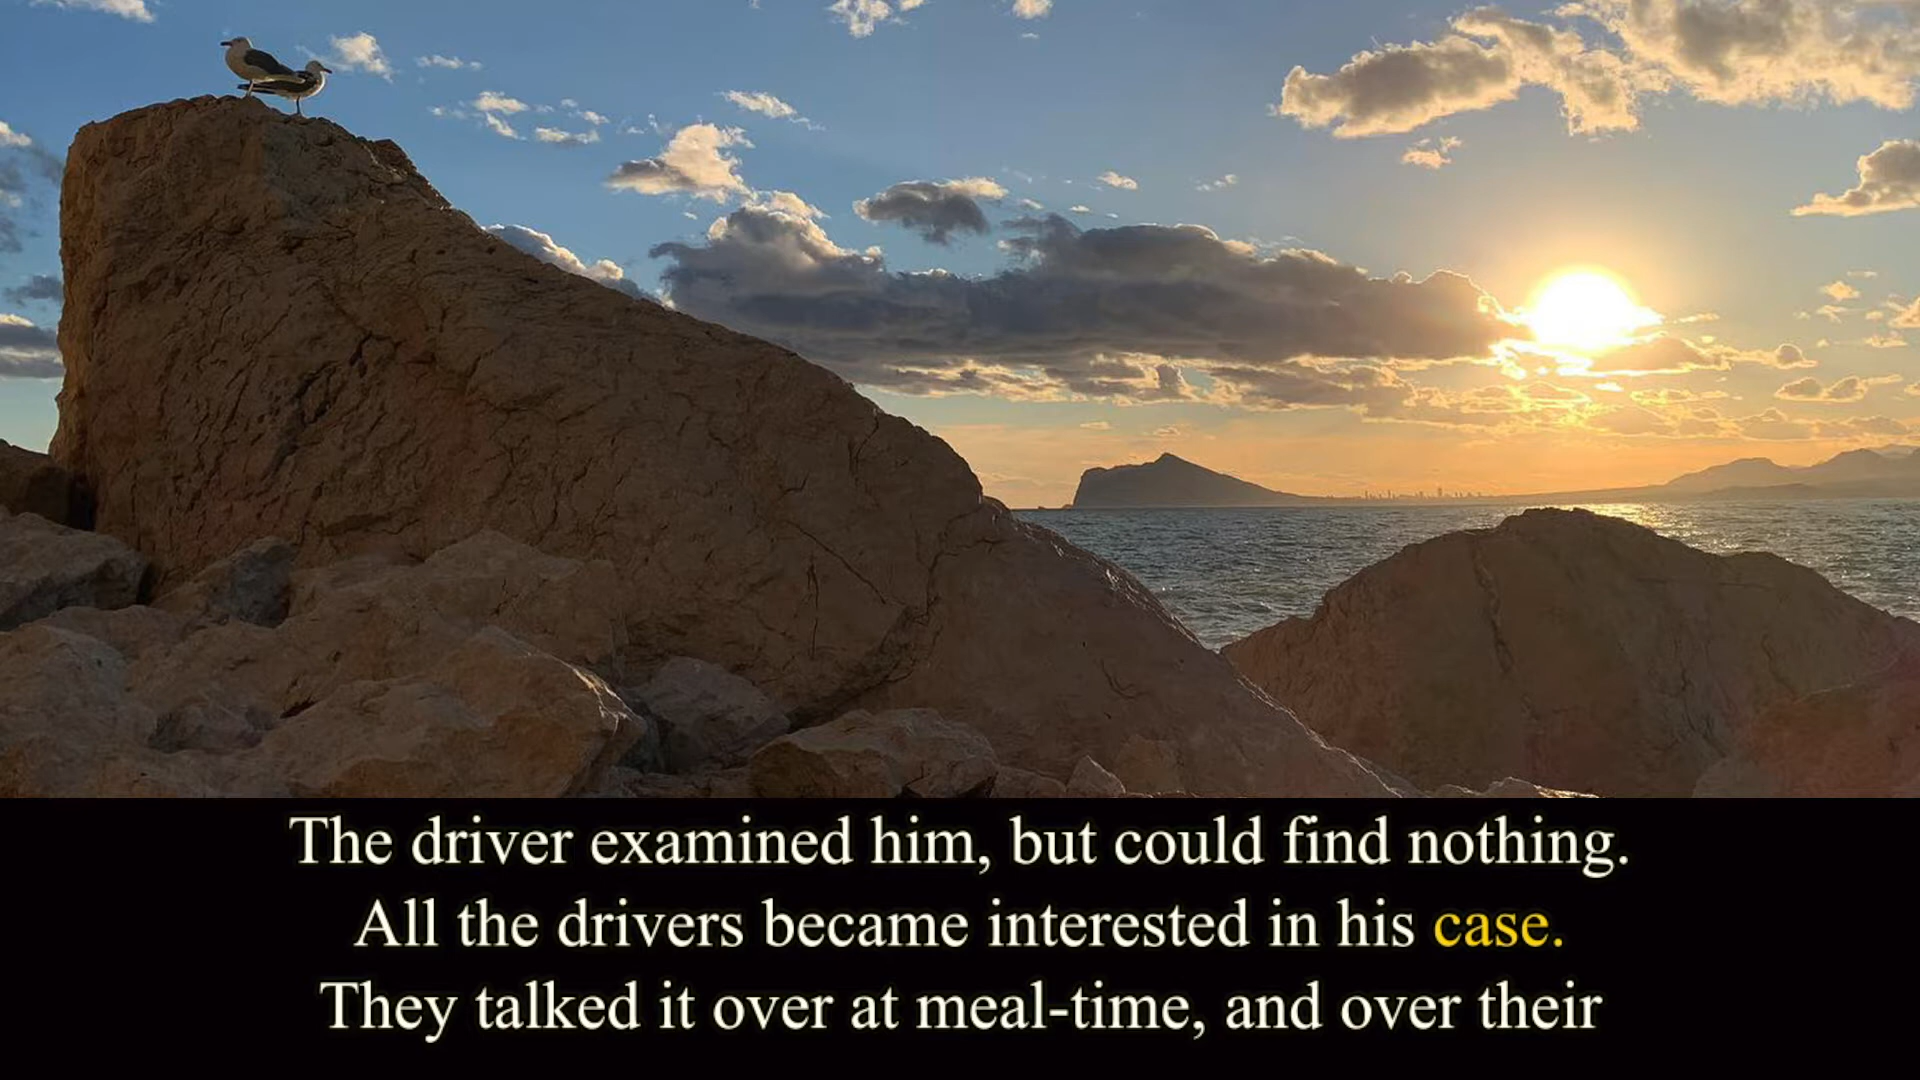 The driver examined him, but could find nothing.
All the drivers became interested in his case.
They talked it over at meal-time, and over their